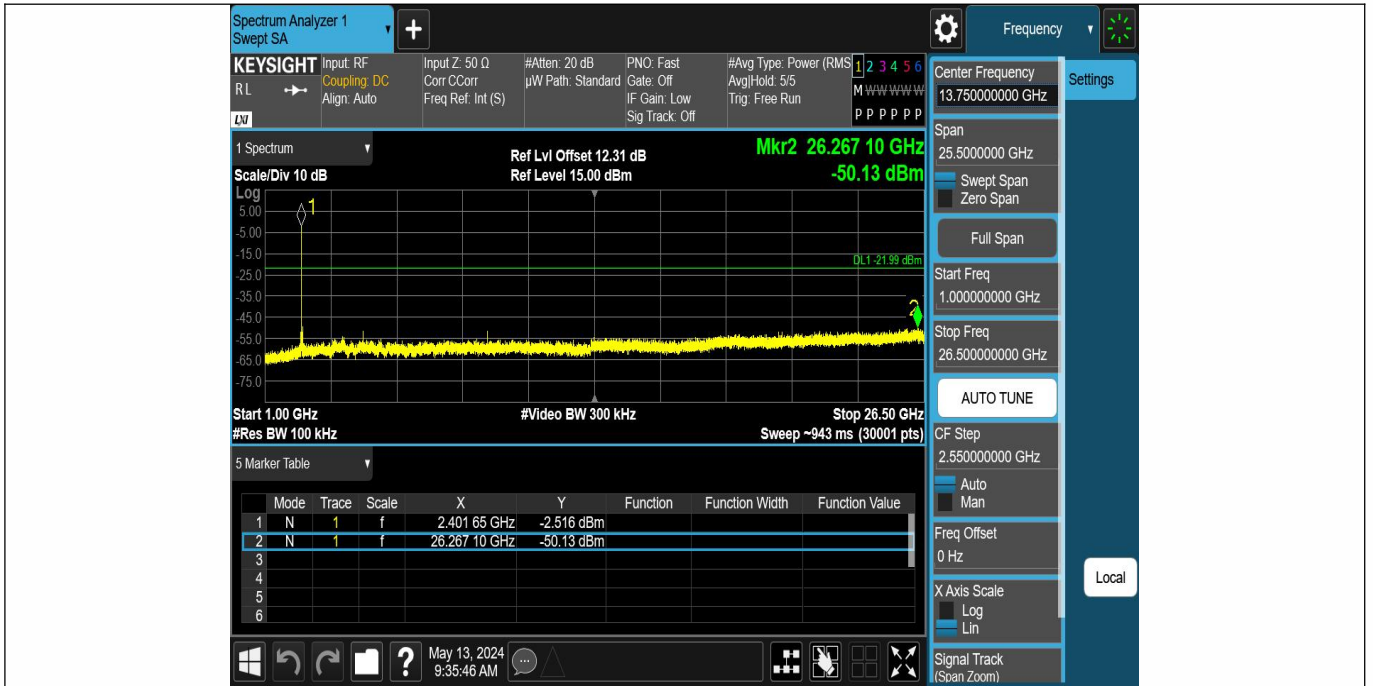 Spectrum Analyzer 1
Swept SA
+
Frequency
KEYSIGHT
RL
LXI
Input: RF
Coupling: DC
Align: Auto
Input Z: 50 Ω
Corr CCorr
Freq Ref: Int (S)
#Atten: 20 dB
µW Path: Standard
PNO: Fast
Gate: Off
IF Gain: Low
Sig Track: Off
#Avg Type: Power (RMS
Avg|Hold: 5/5
Trig: Free Run
1 2 3 4 5 6
M W W W W W
P P P P P P
1 Spectrum
Scale/Div 10 dB
Ref Lvl Offset 12.31 dB
Ref Level 15.00 dBm
Mkr2 26.267 10 GHz
-50.13 dBm
Log
5.00
-5.00
-15.0
-25.0
-35.0
-45.0
-55.0
-65.0
-75.0
1
DL1 -21.99 dBm
2
Start 1.00 GHz
#Video BW 300 kHz
Stop 26.50 GHz
#Res BW 100 kHz
Sweep ~943 ms (30001 pts)
5 Marker Table
Mode Trace Scale X Y Function Function Width Function Value
1 N 1 f 2.401 65 GHz -2.516 dBm
2 N 1 f 26.267 10 GHz -50.13 dBm
3
4
5
6
?
May 13, 2024
9:35:46 AM
Center Frequency
13.750000000 GHz
Settings
Span
25.5000000 GHz
Swept Span
Zero Span
Full Span
Start Freq
1.000000000 GHz
Stop Freq
26.500000000 GHz
AUTO TUNE
CF Step
2.550000000 GHz
Auto
Man
Freq Offset
0 Hz
Local
X Axis Scale
Log
Lin
Signal Track
(Span Zoom)